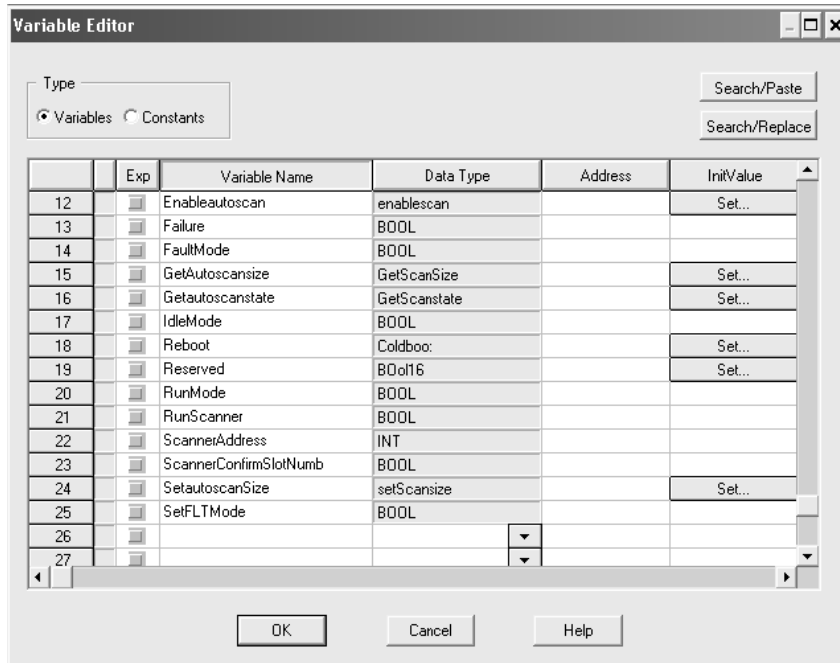 Variable Editor
Type
Variables Constants
Search/Paste
Search/Replace
Exp Variable Name Data Type Address InitValue
12 Enableautoscan enablescan Set...
13 Failure BOOL
14 FaultMode BOOL
15 GetAutoscansize GetScanSize Set...
16 Getautoscanstate GetScanstate Set...
17 IdleMode BOOL
18 Reboot Coldboo: Set...
19 Reserved BOol16 Set...
20 RunMode BOOL
21 RunScanner BOOL
22 ScannerAddress INT
23 ScannerConfirmSlotNumb BOOL
24 SetautoscanSize setScansize Set...
25 SetFLTMode BOOL
26
27
OK Cancel Help